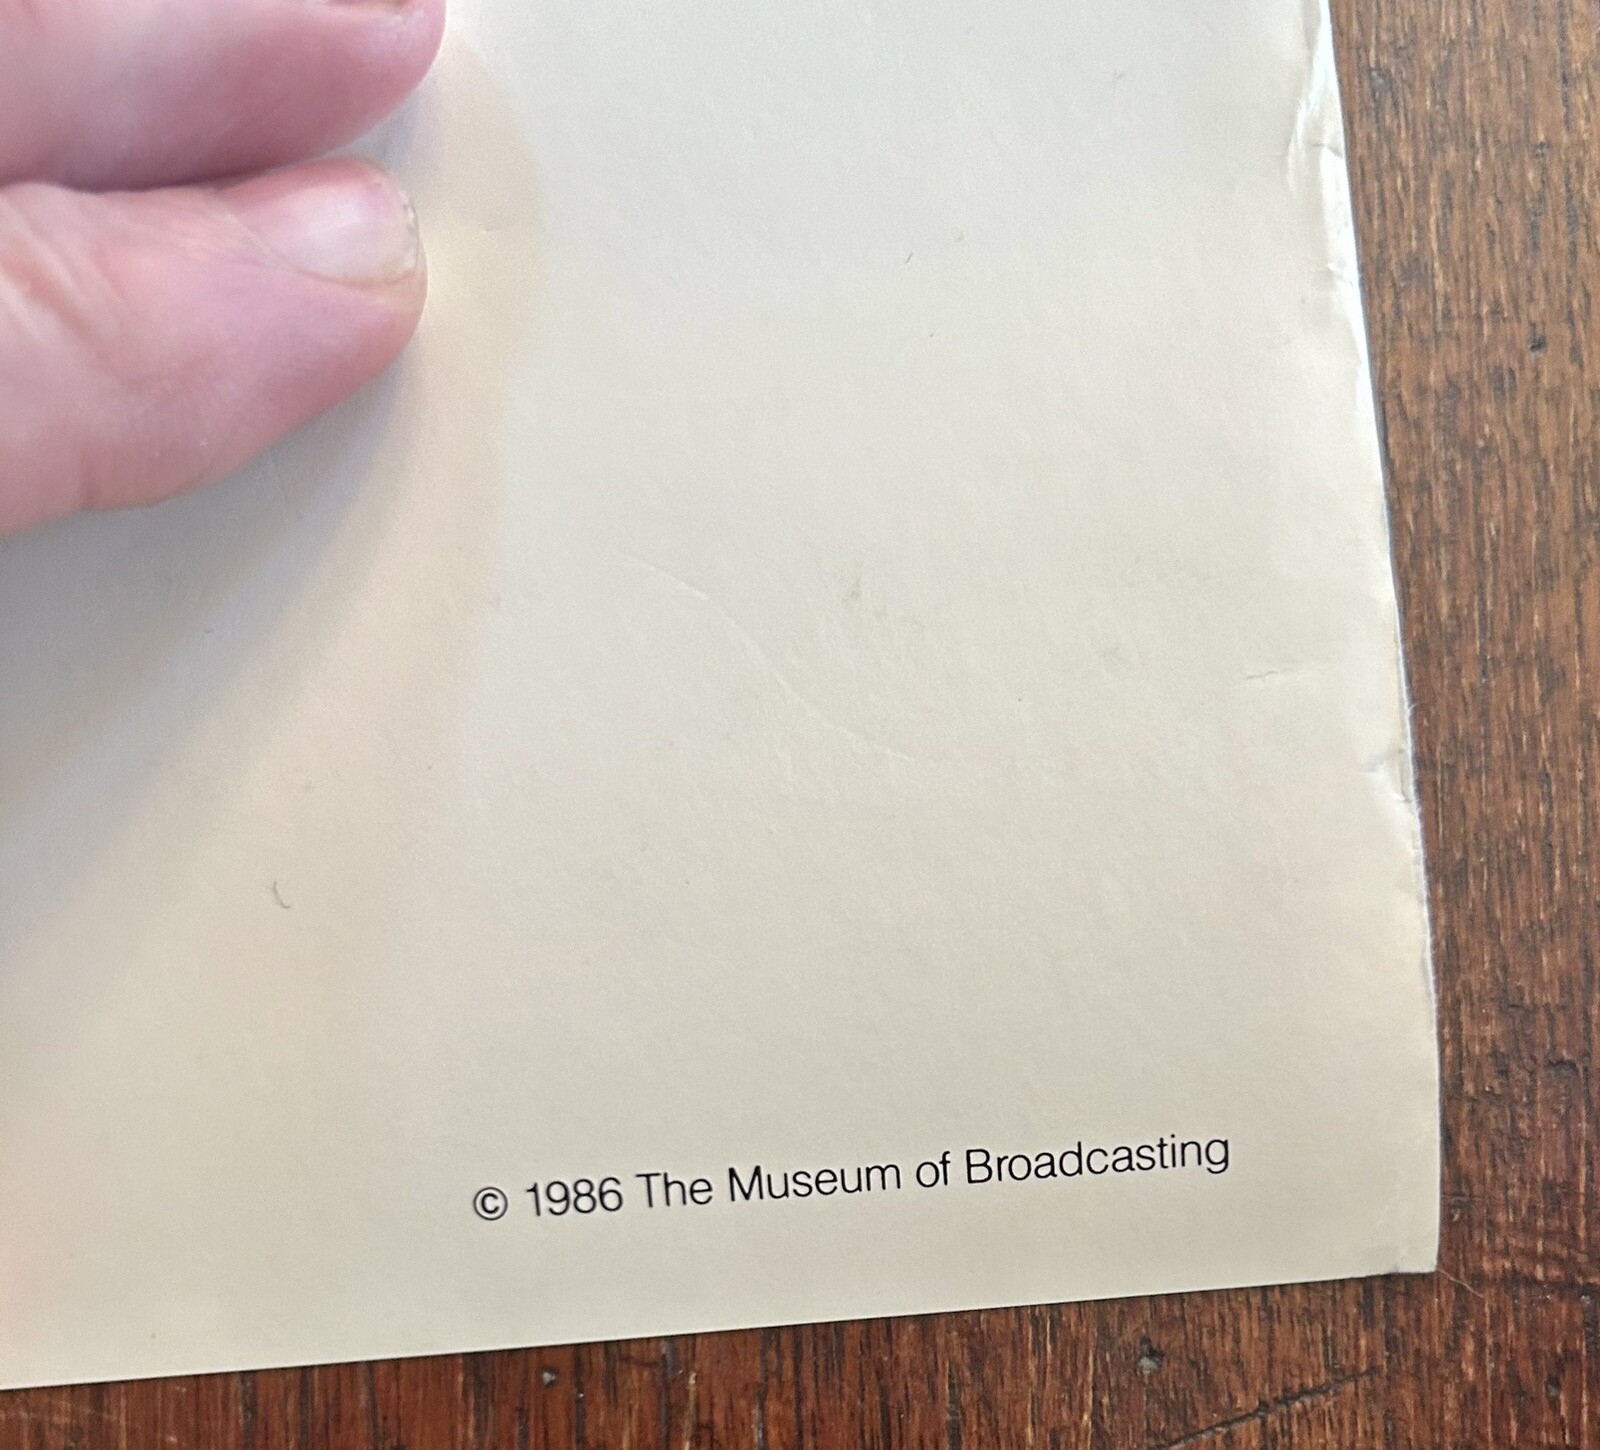 © 1986 The Museum of Broadcasting